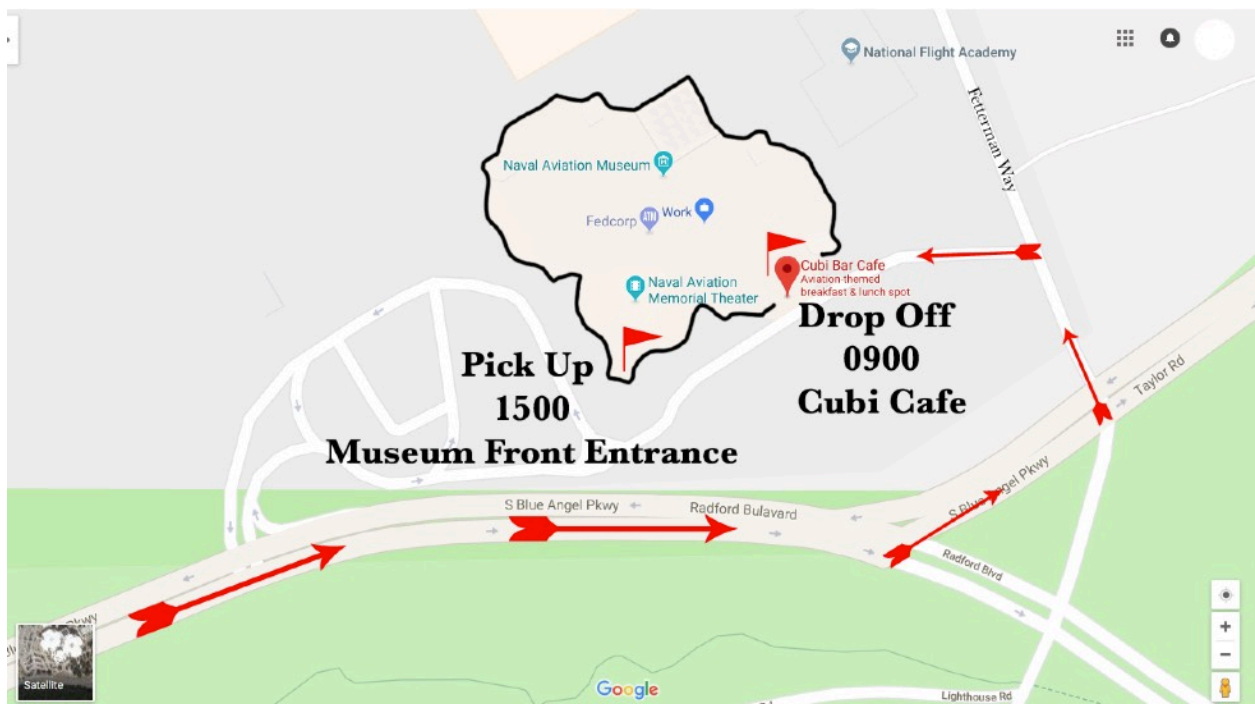 National Flight Academy
Fetterman Way
Naval Aviation Museum
Fedcorp
ATM
Work
Cubi Bar Cafe
Aviation themed
breakfast & lunch spot
Naval Aviation
Memorial Theater
Drop Off
0900
Cubi Cafe
Pick Up
1500
Museum Front Entrance
Taylor Rd
S Blue Angel Pkwy
S Blue Angel Pkwy
Radford Bulavard
Radford Blvd
Pkwy
Satellite
Google
Lighthouse Rd